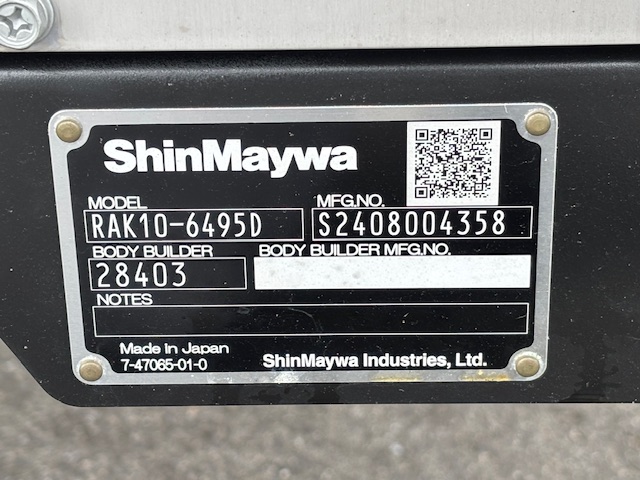 ShinMaywa
MODEL MFG.NO.
RAK10-6495D S2408004358
BODY BUILDER BODY BUILDER MFG.NO.
28403
NOTES
Made in Japan
7-47065-01-0 ShinMaywa Industries, Ltd.